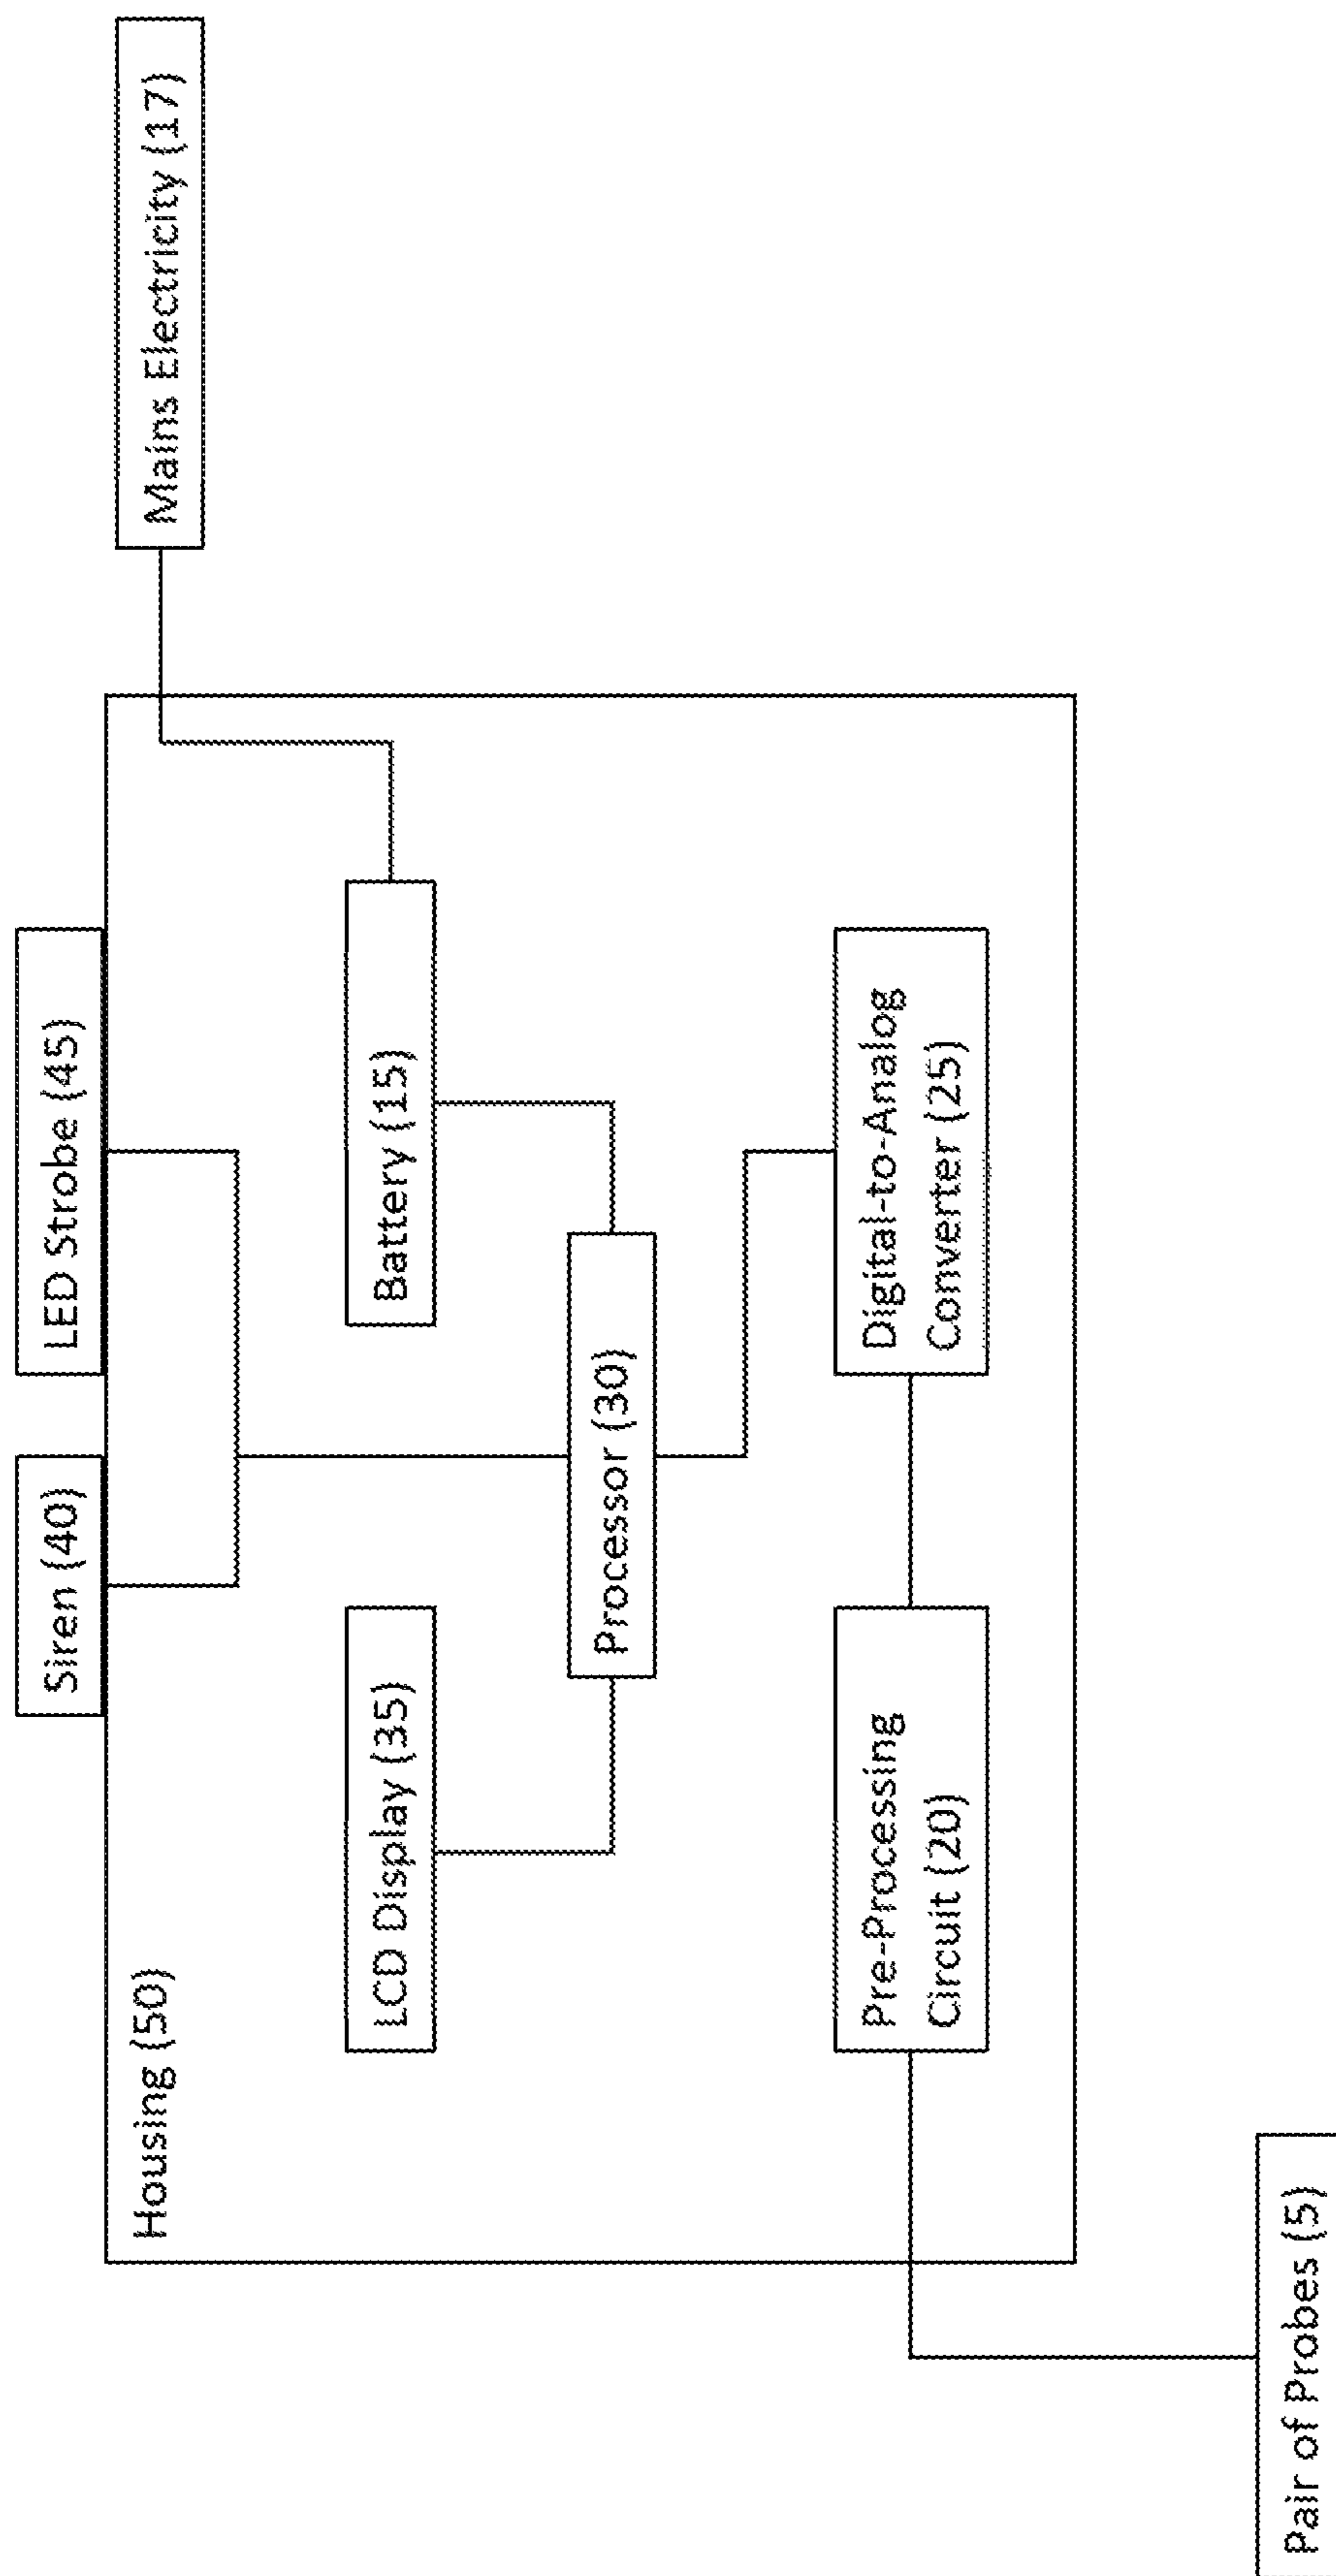 Siren (40)
LED Strobe (45)
Mains Electricity (17)
Housing (50)
LCD Display (35)
Battery (15)
Processor (30)
Pre-Processing
Circuit (20)
Digital-to-Analog
Converter (25)
Pair of Probes (5)